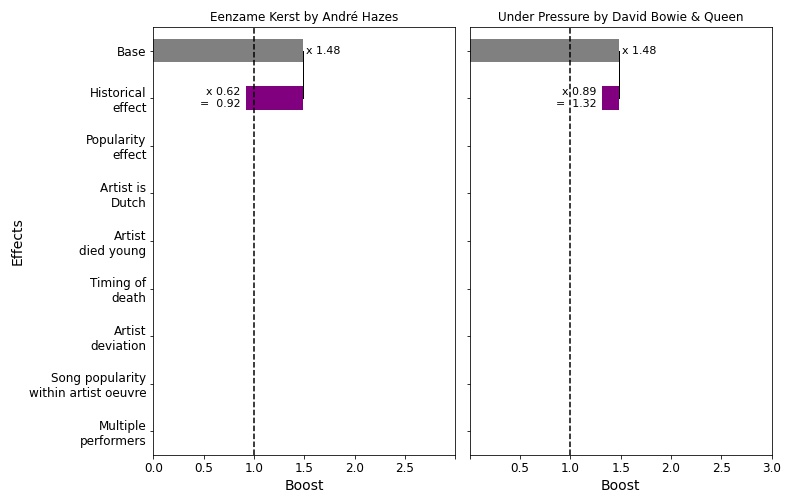 Eenzame Kerst by André Hazes
Under Pressure by David Bowie & Queen
Effects
Base
Historical
effect
Popularity
effect
Artist is
Dutch
Artist
died young
Timing of
death
Artist
deviation
Song popularity
within artist oeuvre
Multiple
performers
x 1.48
x 0.62
= 0.92
0.0 0.5 1.0 1.5 2.0 2.5
Boost
x 1.48
x 0.89
= 1.32
0.5 1.0 1.5 2.0 2.5 3.0
Boost